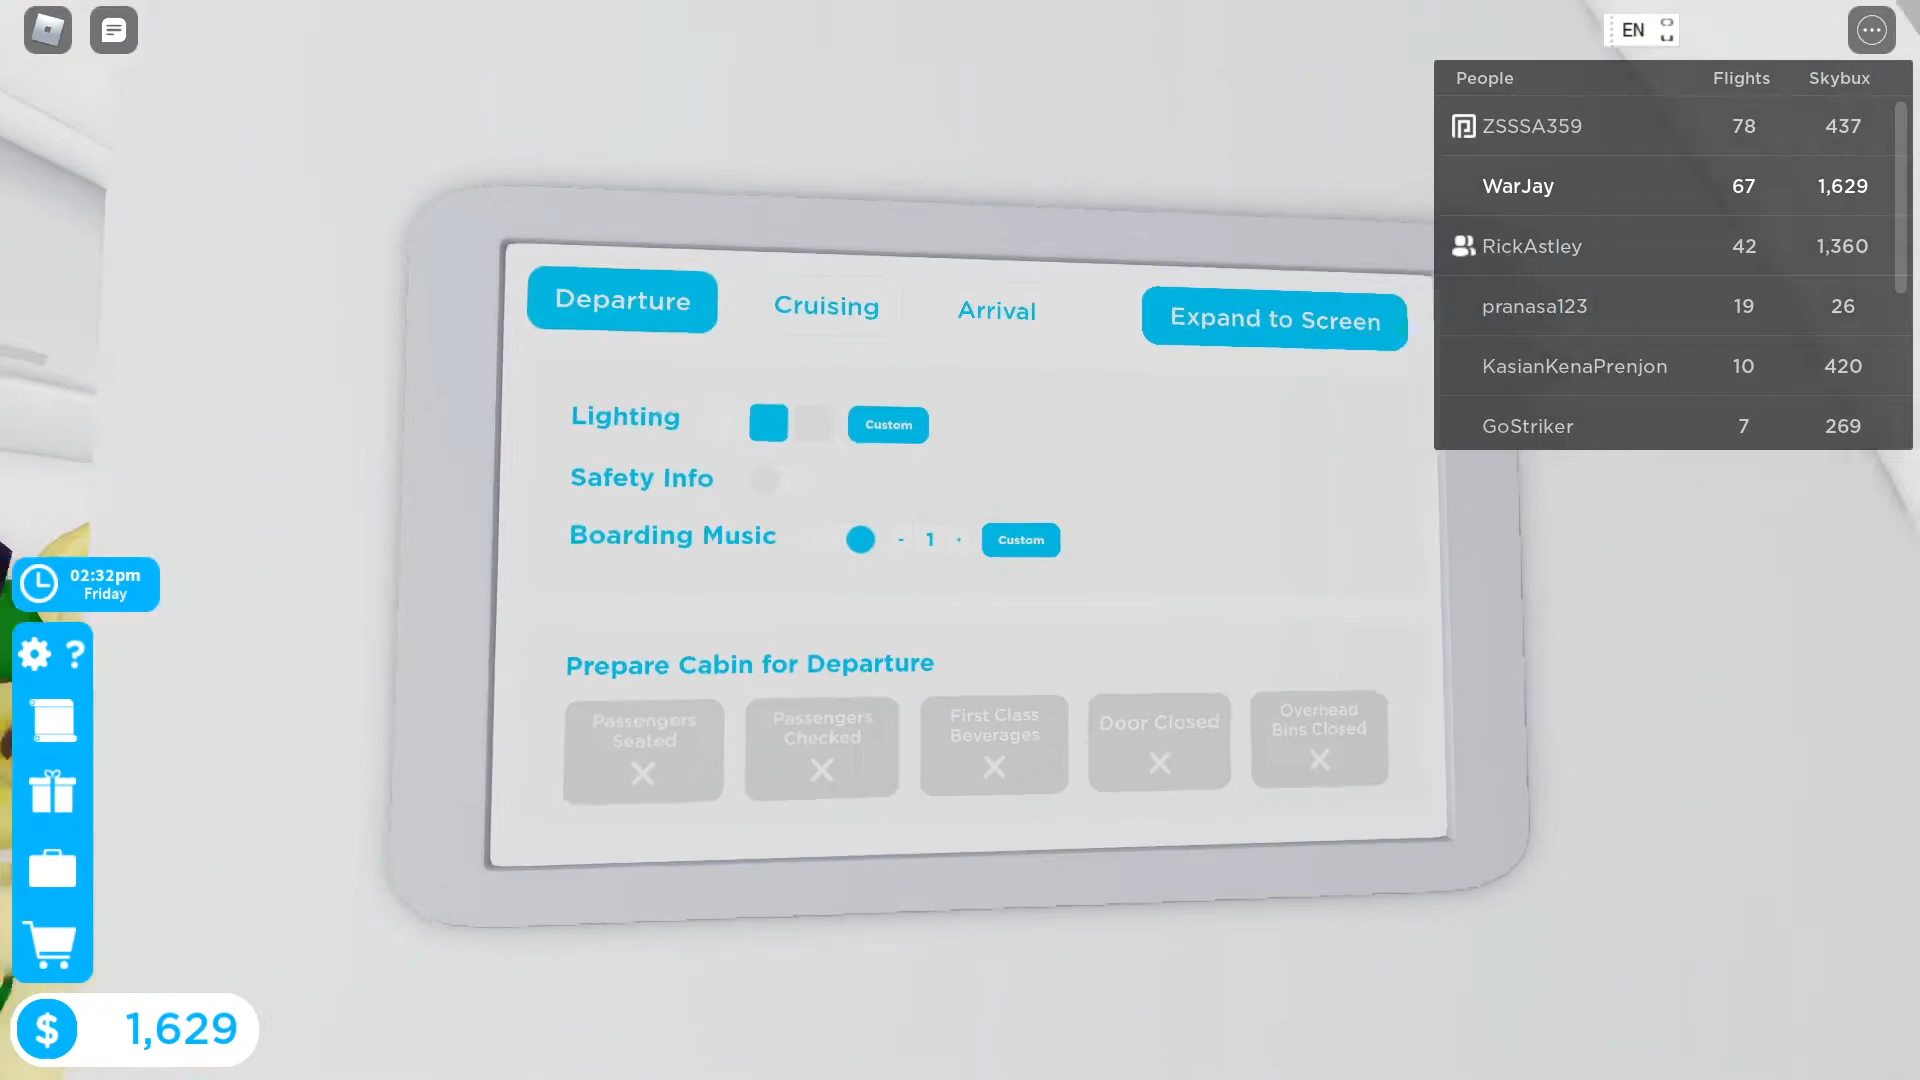 EN
People Flights Skybux
ZSSSA359 78 437
WarJay 67 1,629
RickAstley 42 1,360
pranasa123 19 26
KasianKenaPrenjon 10 420
GoStriker 7 269
Departure Cruising Arrival Expand to Screen
Lighting Custom
Safety Info
Boarding Music - 1 + Custom
Prepare Cabin for Departure
Passengers
Seated
Passengers
Checked
First Class
Beverages
Door Closed
Overhead
Bins Closed
02:32pm
Friday
?
$ 1,629